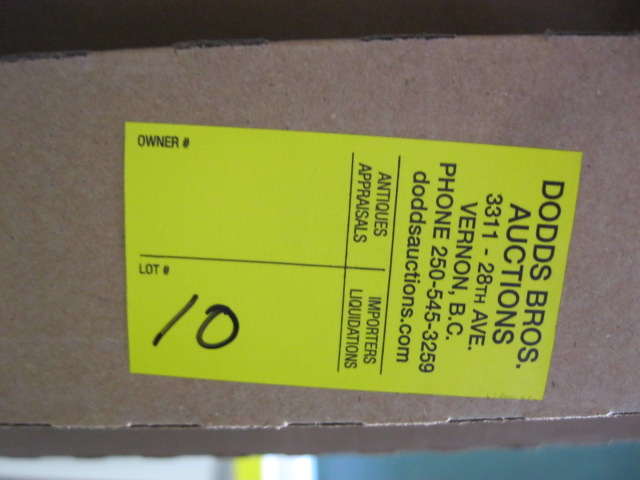 DODDS BROS.
AUCTIONS
3311 - 28TH AVE.
VERNON, B.C.
PHONE 250-545-3259
doddsauctions.com
ANTIQUES
APPRAISALS
IMPORTERS
LIQUIDATIONS
OWNER #
LOT #
10